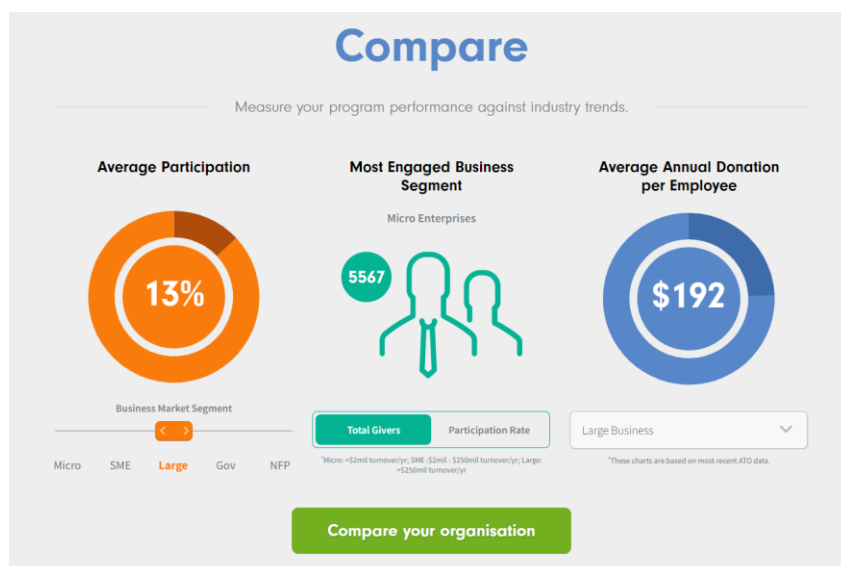 Compare
Measure your program performance against industry trends.
Average Participation
13%
Business Market Segment
Micro SME Large Gov NFP
Most Engaged Business
Segment
Micro Enterprises
5567
Total Givers Participation Rate
*Micro: <$2mil turnover/yr; SME :$2mil - $250mil turnover/yr; Large:
>$250mil turnover/yr
Average Annual Donation
per Employee
$192
Large Business
*These charts are based on most recent ATO data.
Compare your organisation